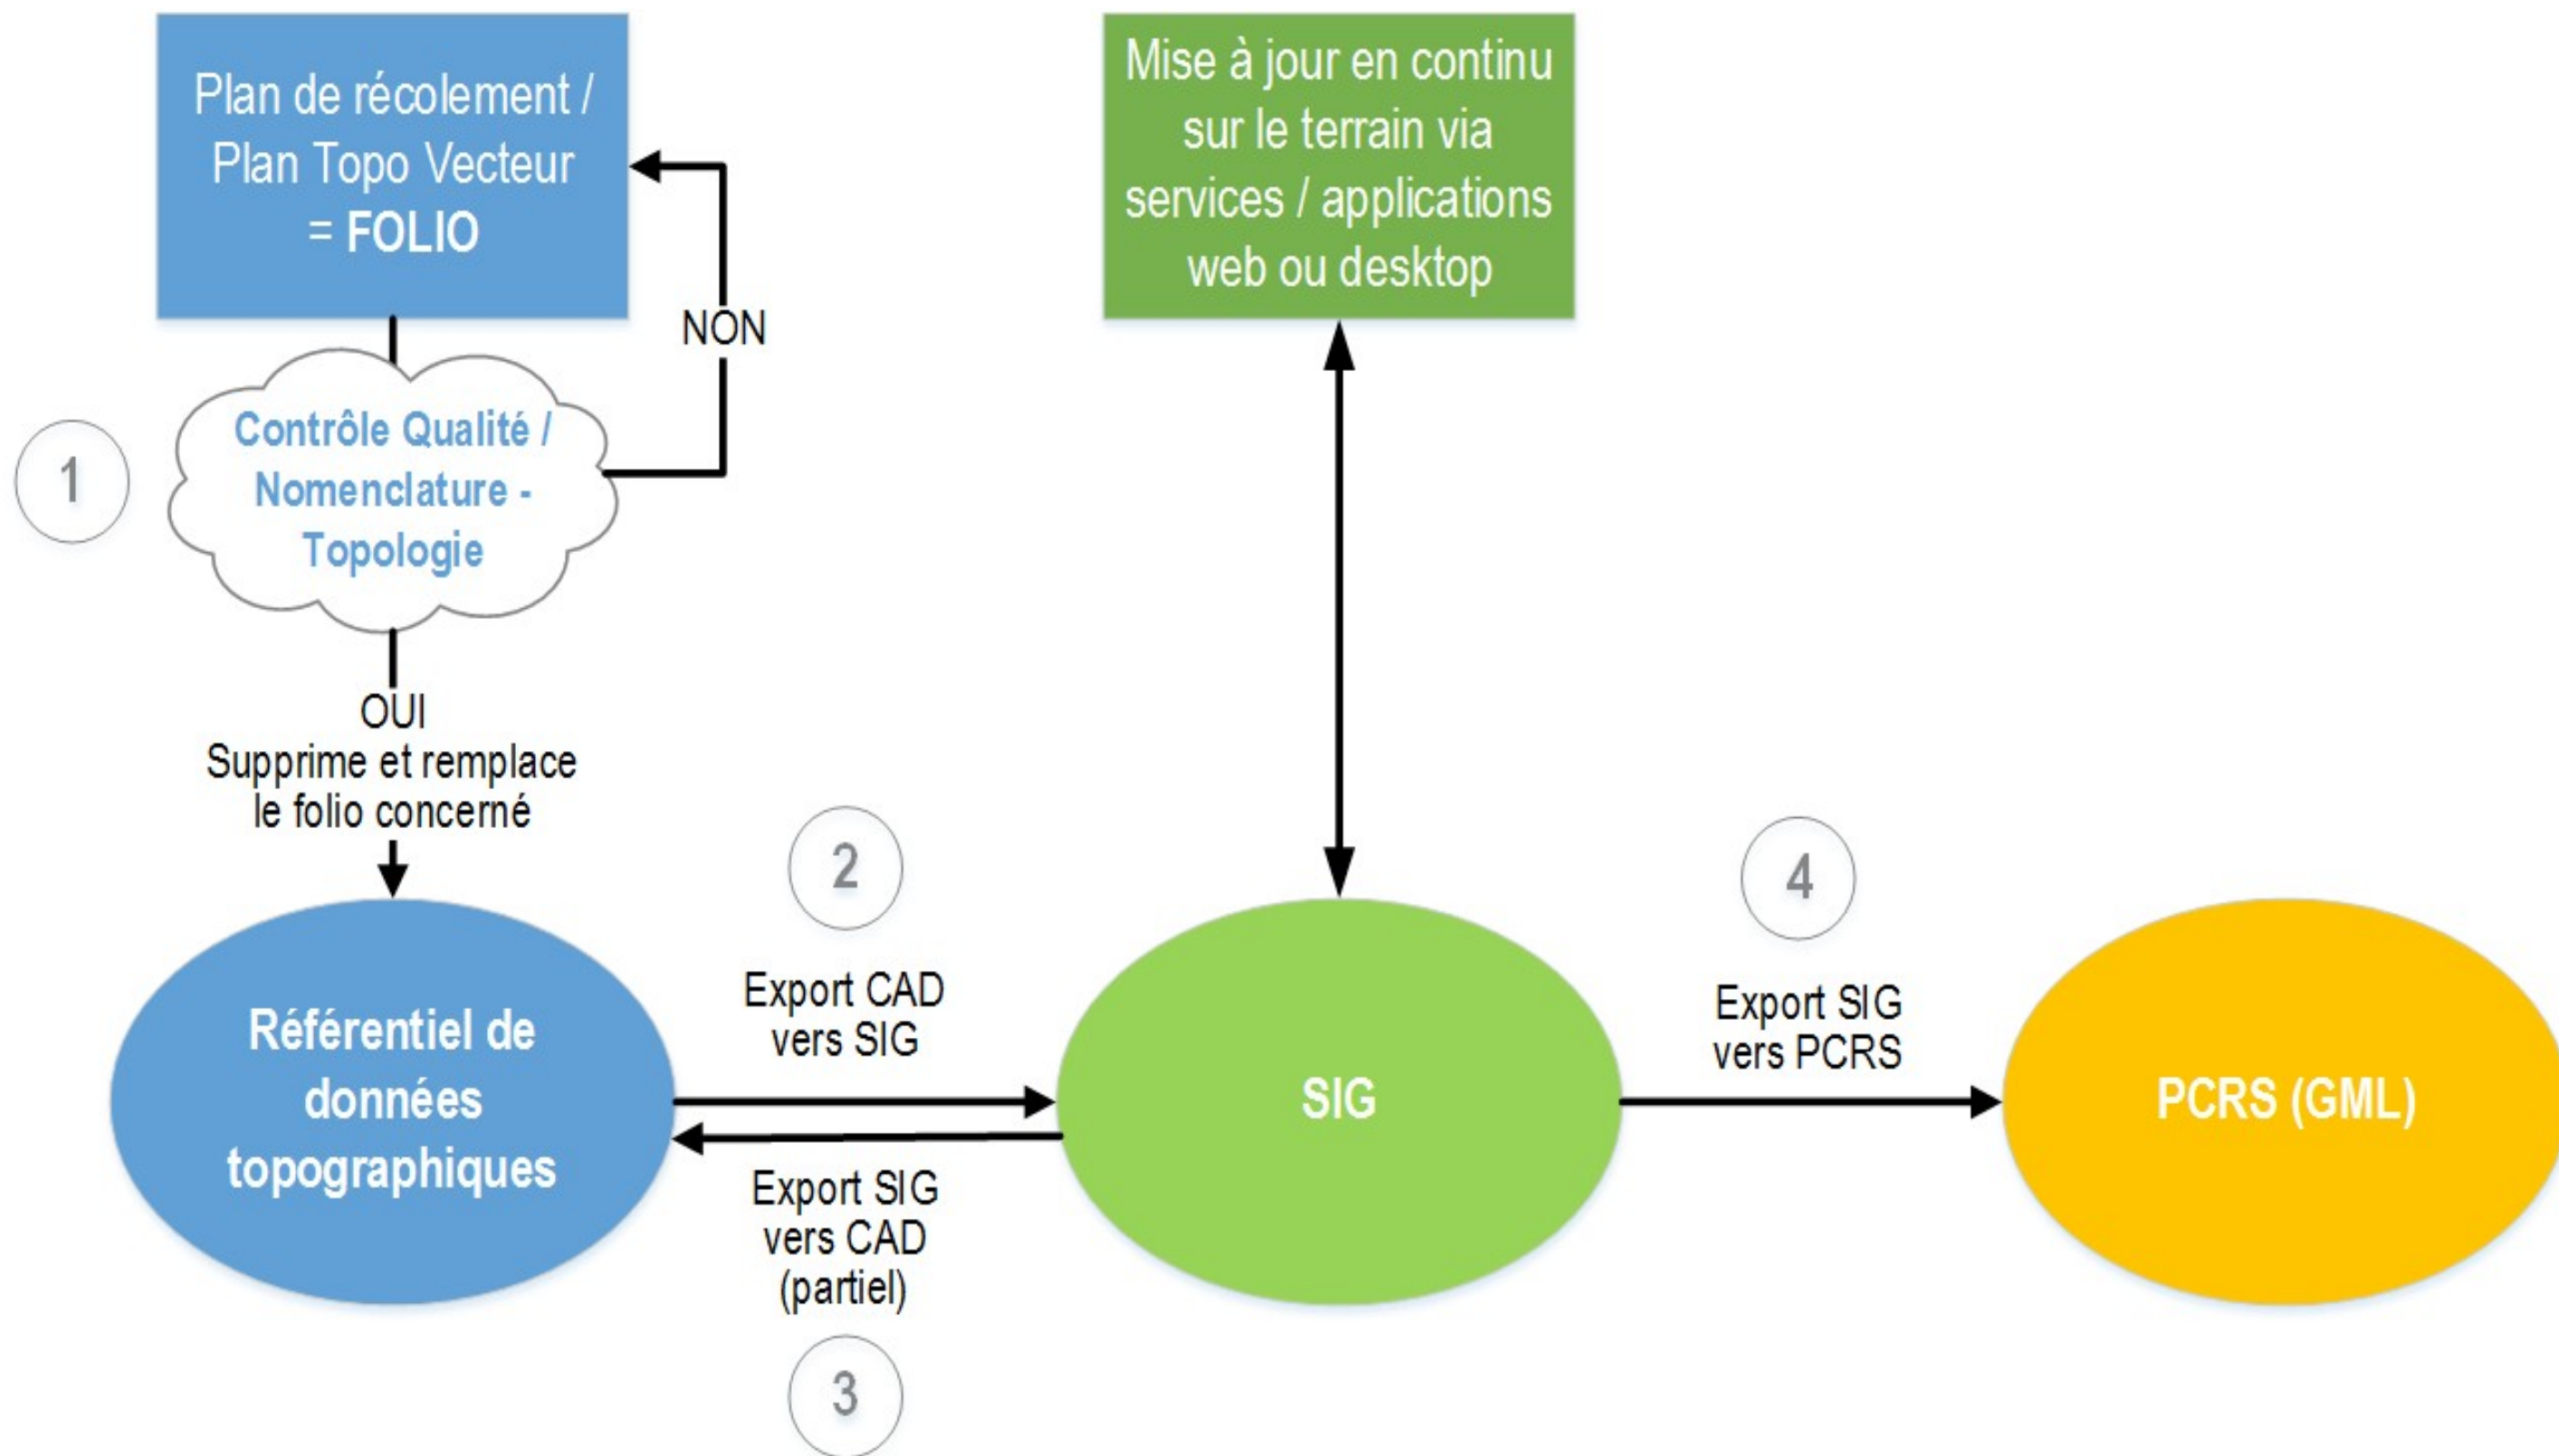 Plan de récolement /
Plan Topo Vecteur
= FOLIO
Mise à jour en continu
sur le terrain via
services / applications
web ou desktop
NON
1
Contrôle Qualité /
Nomenclature -
Topologie
OUI
Supprime et remplace
le folio concerné
2
Export CAD
vers SIG
4
Export SIG
vers PCRS
Référentiel de
données
topographiques
SIG
PCRS (GML)
Export SIG
vers CAD
(partiel)
3